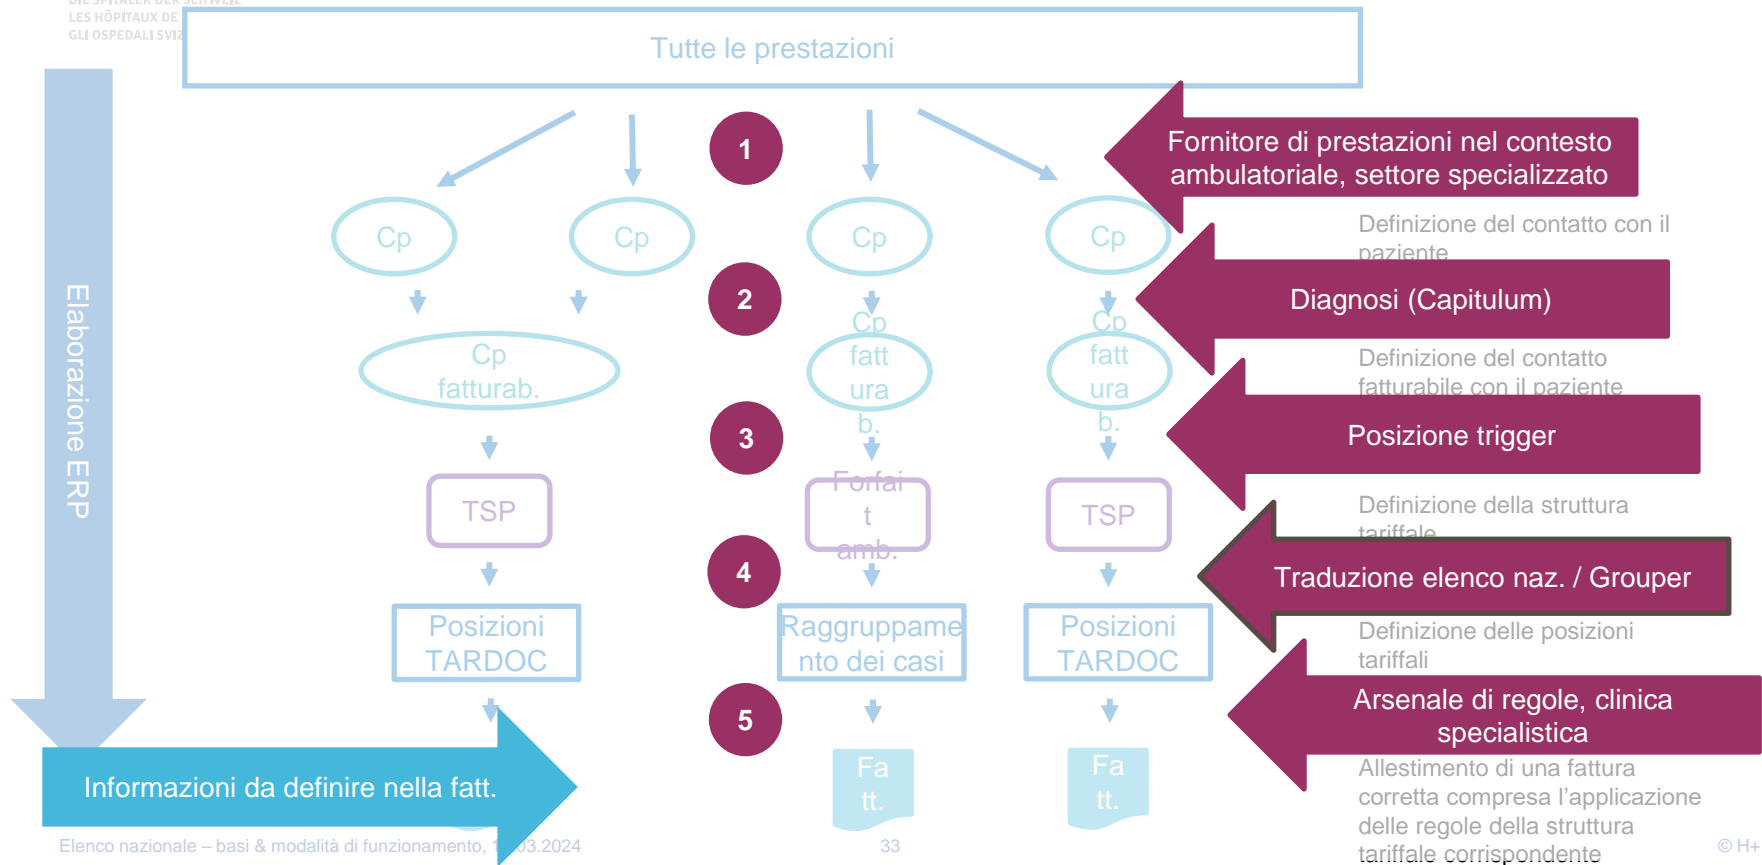 DIE SPITÄLER DER SCHWEIZ
LES HÔPITAUX DE
GLI OSPEDALI
Tutte le prestazioni
Elaborazione ERP
1
Fornitore di prestazioni nel contesto
ambulatoriale, settore specializzato
Cp
Cp
Cp
Cp
Definizione del contatto con il
paziente
2
Diagnosi (Capitulum)
Cp
fatturab.
Cp
fatt
ura
b.
Cp
fatt
ura
b.
Definizione del contatto
fatturabile con il paziente
3
Posizione trigger
TSP
Forfai
t
amb.
TSP
Definizione della struttura
tariffale
4
Traduzione elenco naz. / Grouper
Posizioni
TARDOC
Raggruppame
nto dei casi
Posizioni
TARDOC
Definizione delle posizioni
tariffali
5
Arsenale di regole, clinica
specialistica
Informazioni da definire nella fatt.
Fa
tt.
Fa
tt.
Allestimento di una fattura
corretta compresa l’applicazione
delle regole della struttura
tariffale corrispondente
Elenco nazionale – basi & modalità di funzionamento, .03.2024
33
© H+